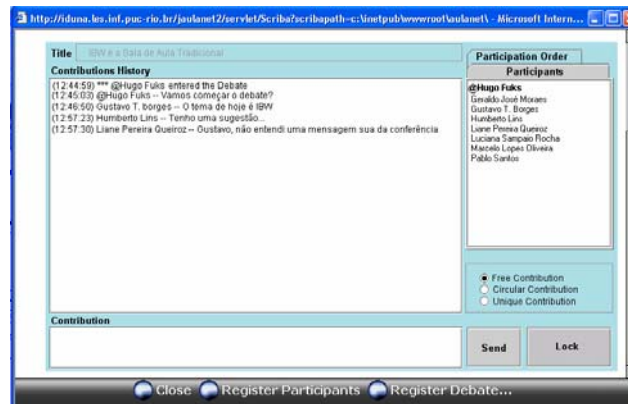 http://iduna.les.inf.puc-rio.br/jaulanet2/servlet/Scriba?scribapath=c:\inetpub\wwwroot\aulanet\ - Microsoft Intern...
Title IBW e a Sala de Aula Tradicional
Participation Order
Contributions History
Participants
(12:44:59) *** @Hugo Fuks entered the Debate
(12:45:03) @Hugo Fuks -- Vamos começar o debate?
(12:46:50) Gustavo T. borges -- O tema de hoje é IBW
(12:57:23) Humberto Lins -- Tenho uma sugestão...
(12:57:30) Liane Pereira Queiroz -- Gustavo, não entendi uma mensagem sua da conferência
@Hugo Fuks
Geraldo José Moraes
Gustavo T. Borges
Humberto Lins
Liane Pereira Queiroz
Luciana Sampaio Rocha
Marcelo Lopes Oliveira
Pablo Santos
Free Contribution
Circular Contribution
Unique Contribution
Contribution
Send
Lock
Close Register Participants Register Debate...